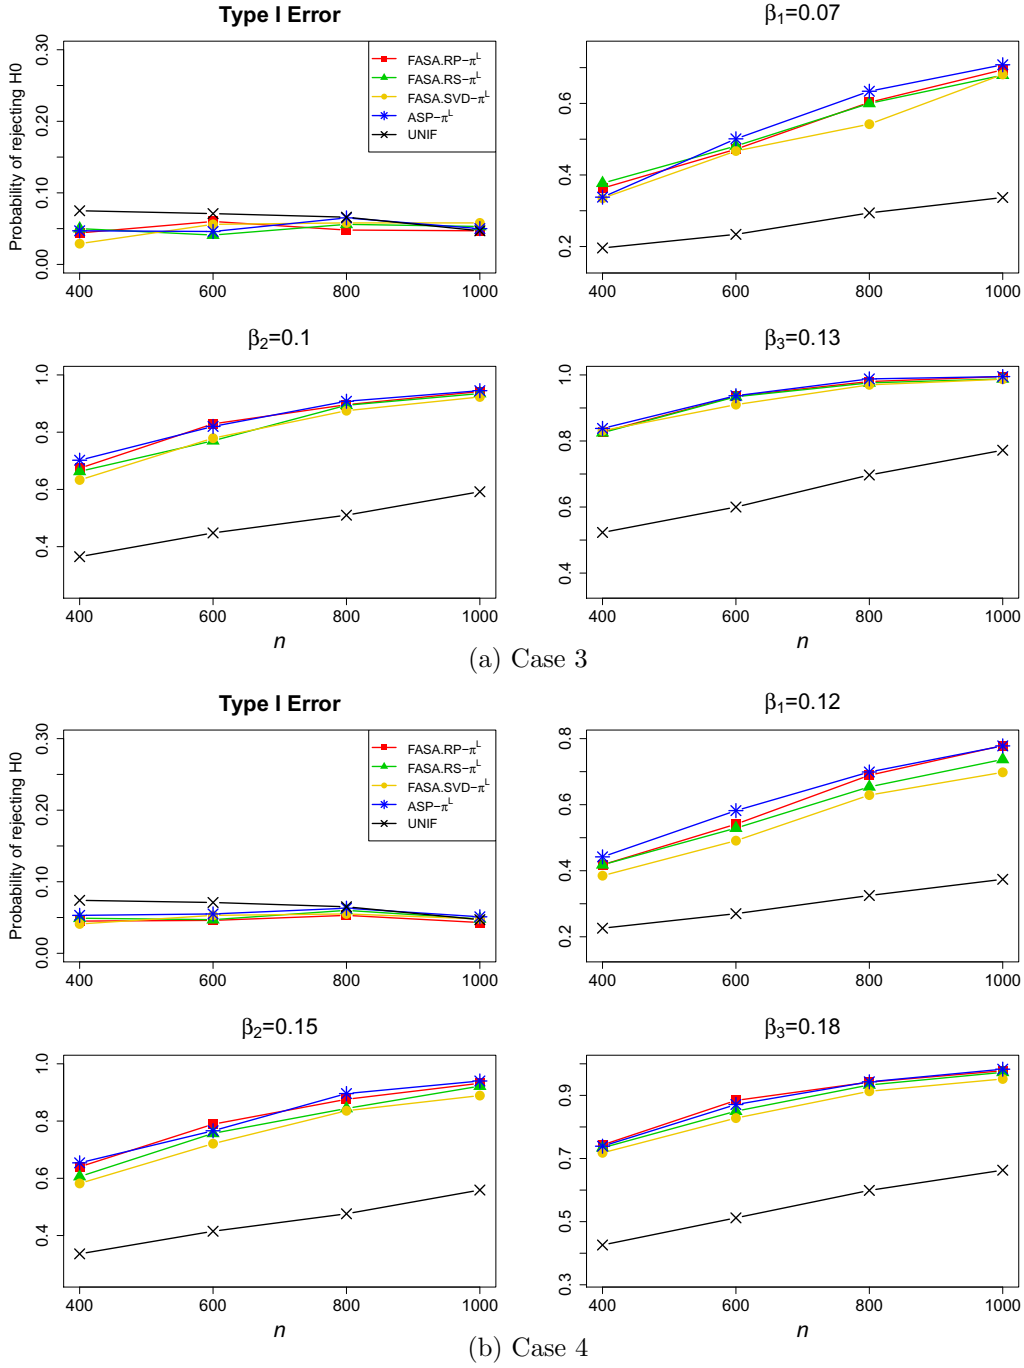 Type I Error
Probability of rejecting H0
0.30
0.20
0.10
0.00
FASA.RP−π^L
FASA.RS−π^L
FASA.SVD−π^L
ASP−π^L
UNIF
400 600 800 1000
β₁=0.07
0.6
0.4
0.2
400 600 800 1000
β₂=0.1
1.0
0.8
0.6
0.4
400 600 800 1000
n
β₃=0.13
1.0
0.8
0.6
0.4
400 600 800 1000
n
(a) Case 3
Type I Error
Probability of rejecting H0
0.30
0.20
0.10
0.00
FASA.RP−π^L
FASA.RS−π^L
FASA.SVD−π^L
ASP−π^L
UNIF
400 600 800 1000
β₁=0.12
0.8
0.6
0.4
0.2
400 600 800 1000
β₂=0.15
1.0
0.8
0.6
0.4
400 600 800 1000
n
β₃=0.18
0.9
0.7
0.5
0.3
400 600 800 1000
n
(b) Case 4